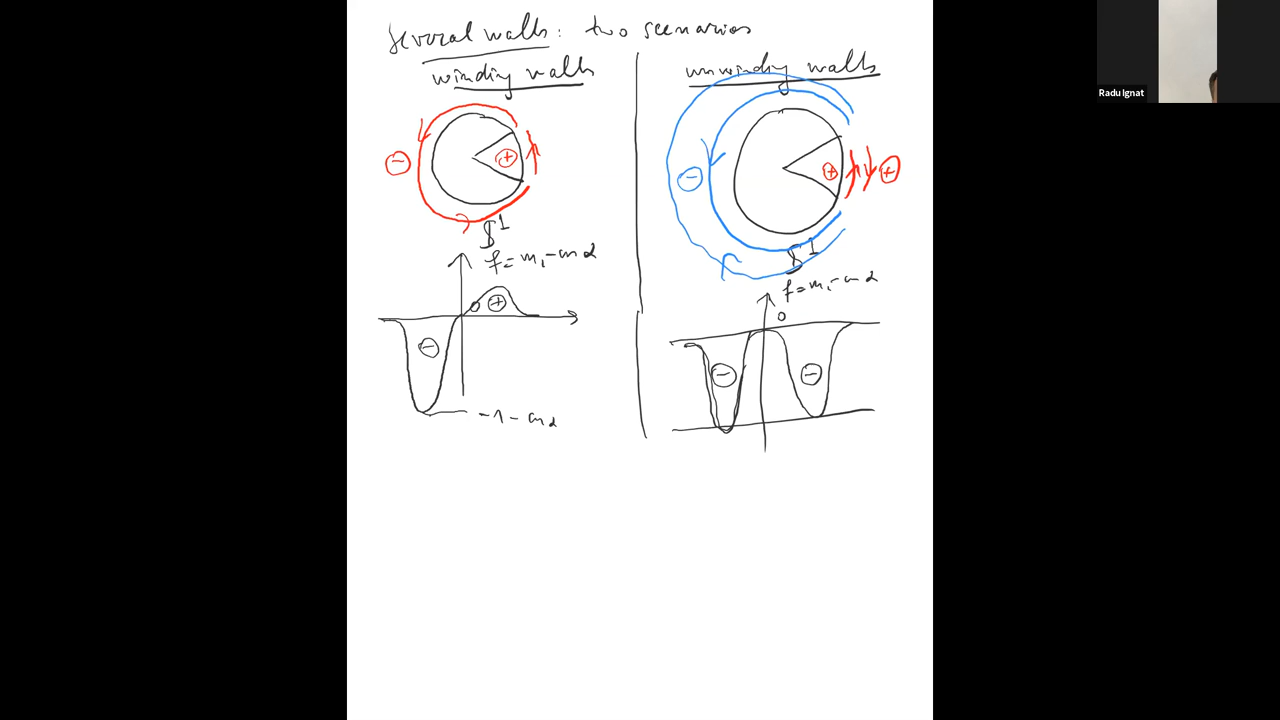 Several walls: two scenarios
winding walls
⊖
⊕
S¹
f = m₁ - cos α
0 ⊕
⊖
-1 - cos α
unwinding walls
⊖
⊕ ⊕
S¹
f = m₁ - cos α
0
⊖ ⊖
Radu Ignat